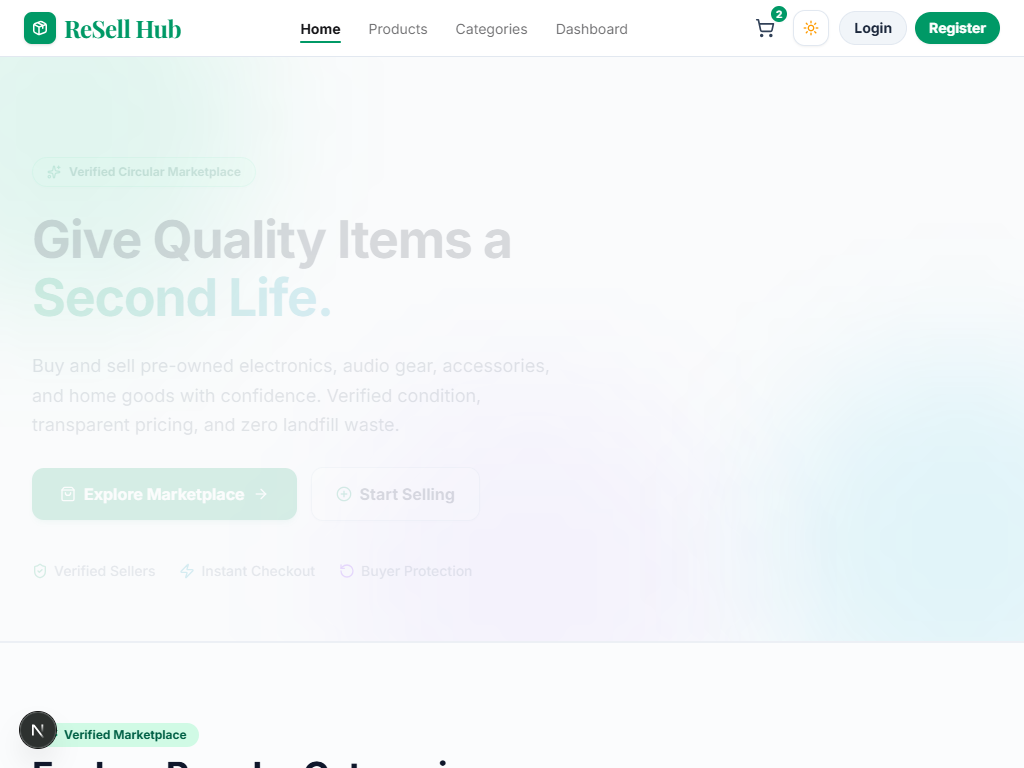 ReSell Hub
Home
Products
Categories
Dashboard
2
Login
Register
Verified Circular Marketplace
Give Quality Items a
Second Life.
Buy and sell pre-owned electronics, audio gear, accessories,
and home goods with confidence. Verified condition,
transparent pricing, and zero landfill waste.
Explore Marketplace
Start Selling
Verified Sellers
Instant Checkout
Buyer Protection
N
Verified Marketplace